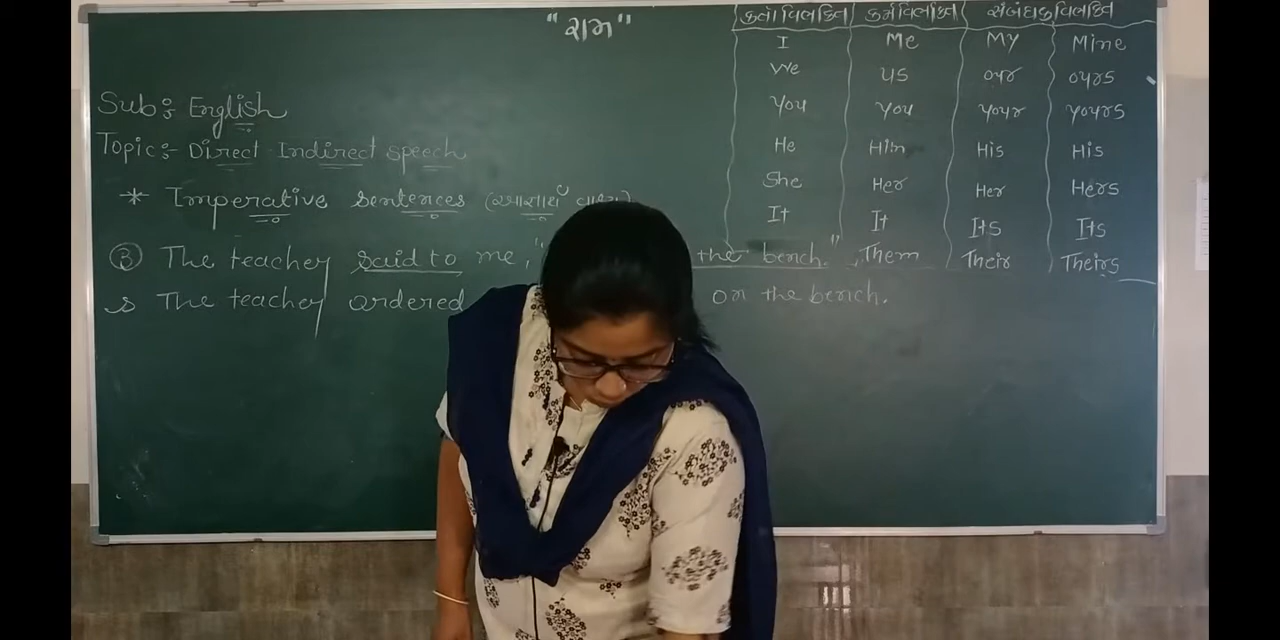 "રામ"
Sub: English
Topic:- Direct Indirect speech
* Imperative sentences (આજ્ઞાર્થ
③ The teacher said to me, " the bench."
→ The teacher ordered on the bench.
કર્તા વિભક્તિ કર્મ વિભક્તિ સંબંધક વિભક્તિ
I Me My Mine
We us our ours
You You Your Yours
He Him His His
She Her Her Hers
It It Its Its
Them Their Theirs